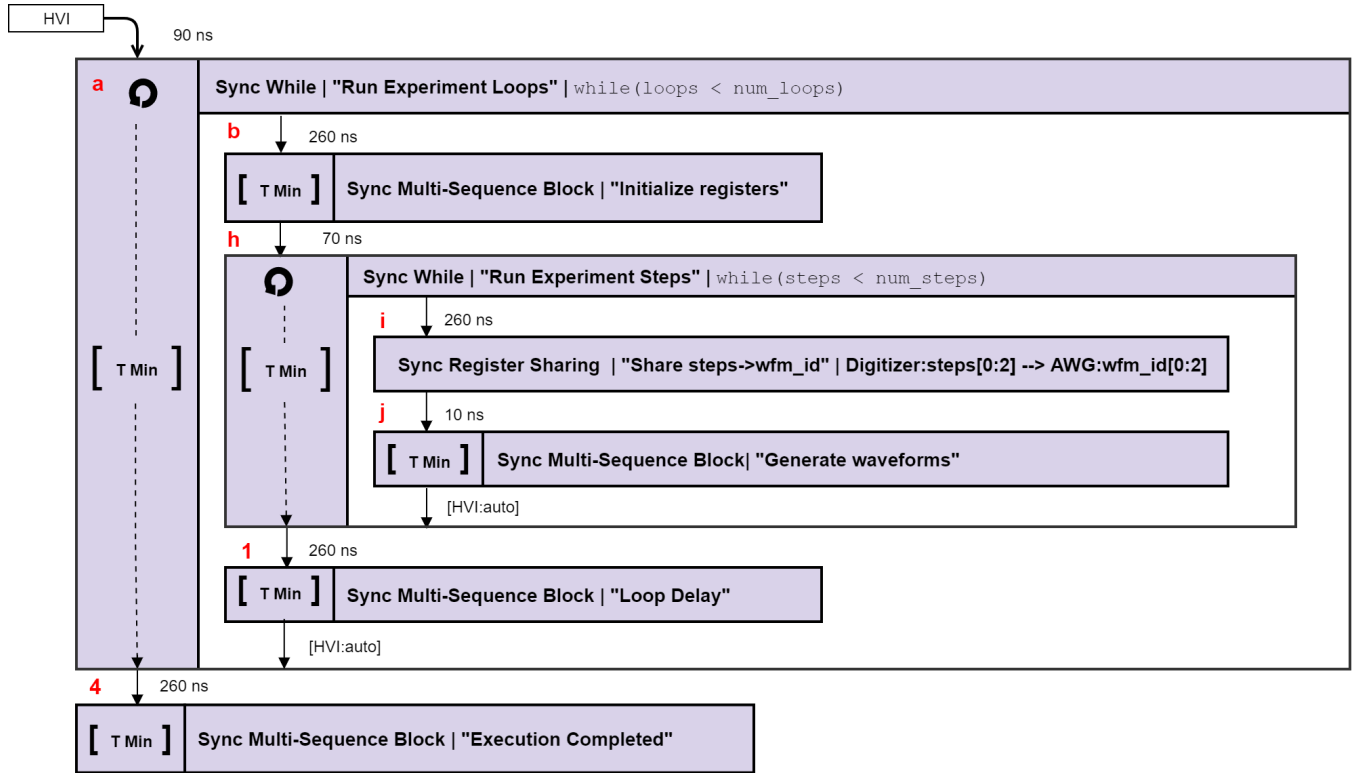 HVI
90 ns
a
Sync While | "Run Experiment Loops" | while(loops < num_loops)
b
260 ns
[ T Min ]
Sync Multi-Sequence Block | "Initialize registers"
h
70 ns
Sync While | "Run Experiment Steps" | while(steps < num_steps)
i
260 ns
[ T Min ]
[ T Min ]
Sync Register Sharing | "Share steps->wfm_id" | Digitizer:steps[0:2] --> AWG:wfm_id[0:2]
j
10 ns
[ T Min ]
Sync Multi-Sequence Block| "Generate waveforms"
[HVI:auto]
1
260 ns
[ T Min ]
Sync Multi-Sequence Block | "Loop Delay"
[HVI:auto]
4
260 ns
[ T Min ]
Sync Multi-Sequence Block | "Execution Completed"